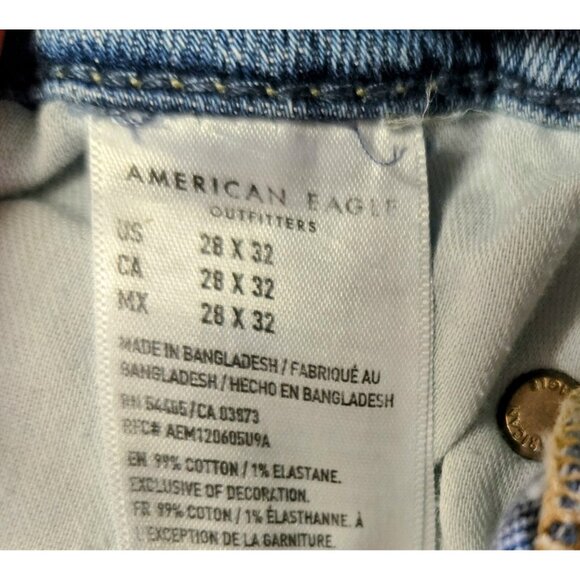 AMERICAN EAGLE
OUTFITTERS
US 28 X 32
CA 28 X 32
MX 28 X 32
MADE IN BANGLADESH / FABRIQUÉ AU
BANGLADESH / HECHO EN BANGLADESH
RN 54485/CA 03873
RFC# AEM120605U9A
EN 99% COTTON / 1% ELASTANE.
EXCLUSIVE OF DECORATION.
FR 99% COTON / 1% ÉLASTHANNE. À
L'EXCEPTION DE LA GARNITURE.